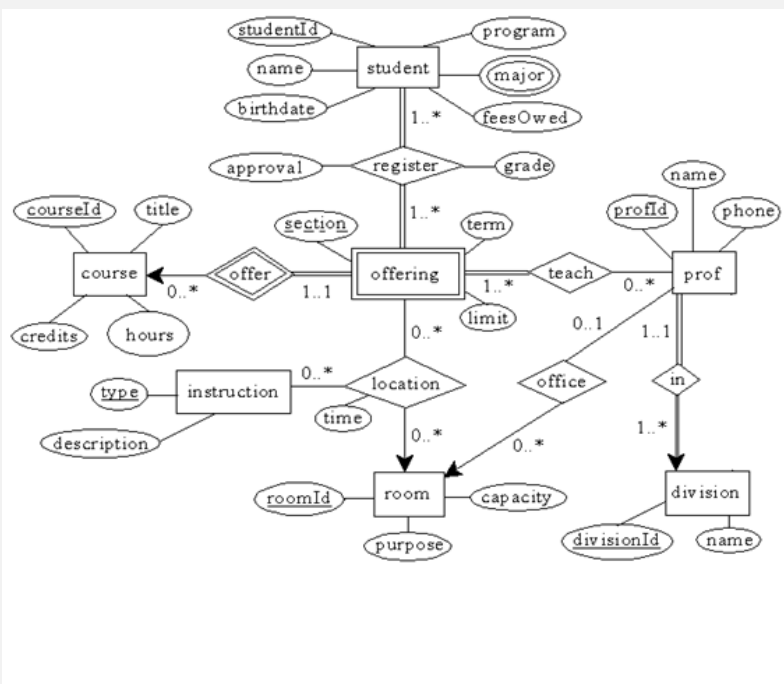 studentId
program
name
student
major
birthdate
feesOwed
1..*
approval
register
grade
name
courseId
title
section
1..*
term
profId
phone
course
offer
offering
teach
prof
0..*
1..1
1..*
0..*
credits
hours
limit
0..1
1..1
0..*
type
instruction
0..*
location
office
in
time
description
0..*
0..*
1..*
roomId
room
capacity
division
purpose
divisionId
name